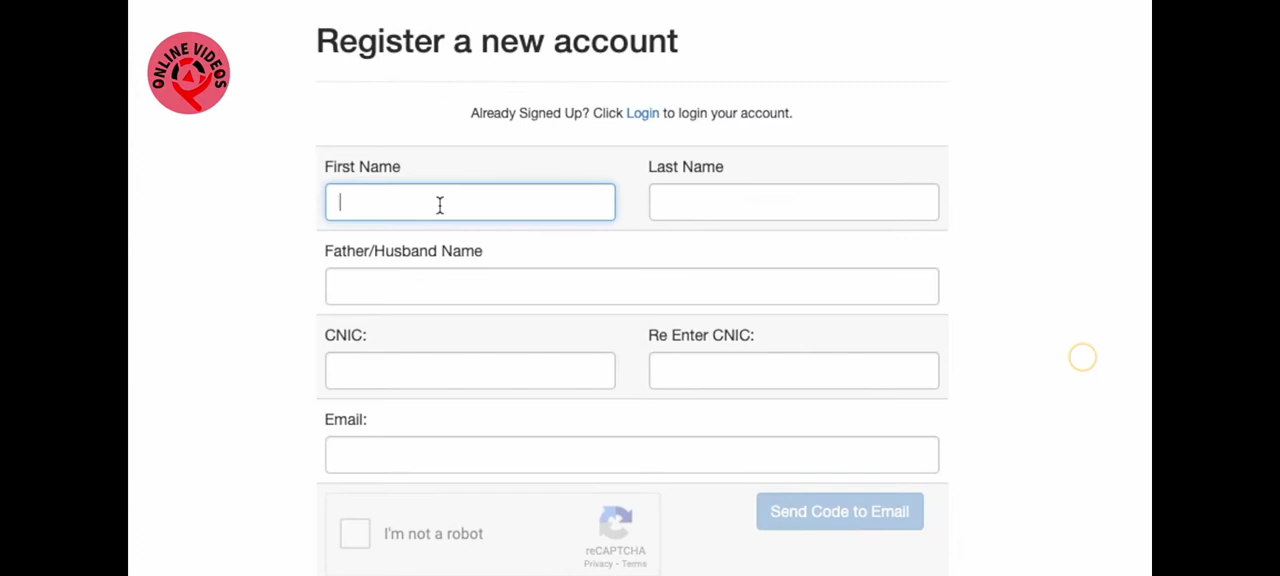 ONLINE VIDEOS
Register a new account
Already Signed Up? Click Login to login your account.
First Name
Last Name
Father/Husband Name
CNIC:
Re Enter CNIC:
Email:
I'm not a robot
reCAPTCHA
Privacy - Terms
Send Code to Email